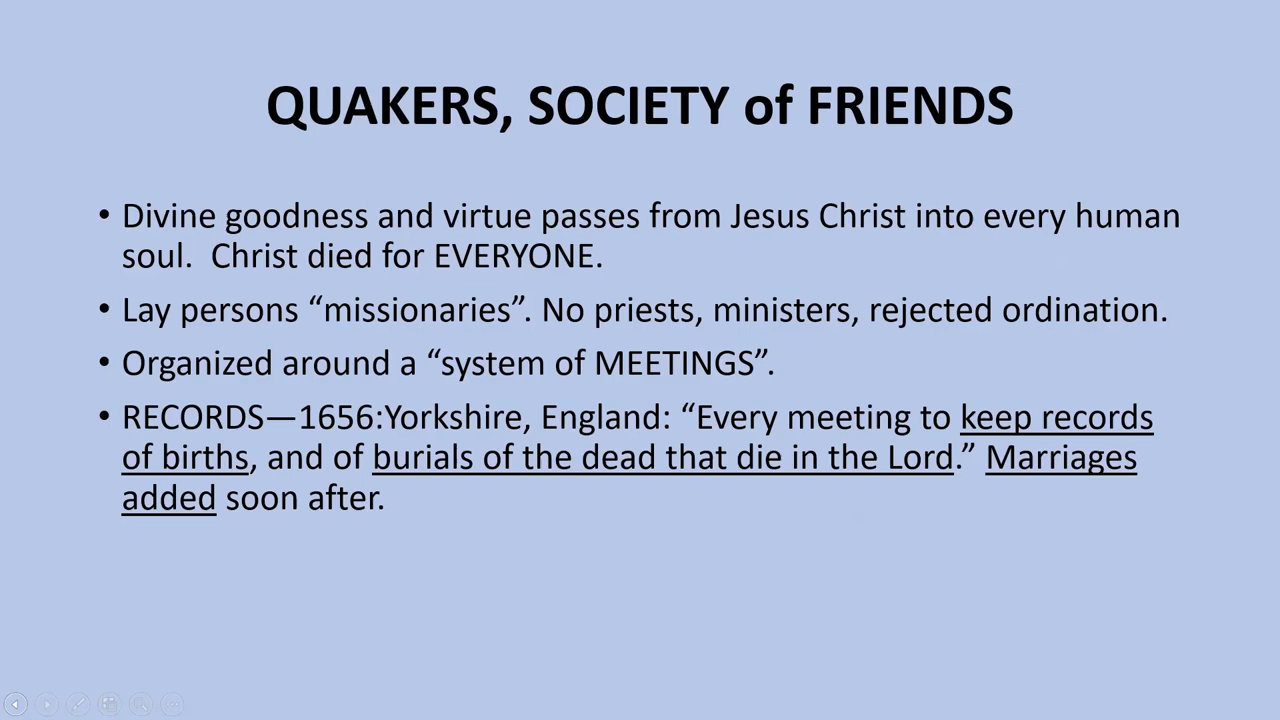 QUAKERS, SOCIETY of FRIENDS
• Divine goodness and virtue passes from Jesus Christ into every human
soul.  Christ died for EVERYONE.
• Lay persons “missionaries”. No priests, ministers, rejected ordination.
• Organized around a “system of MEETINGS”.
• RECORDS—1656:Yorkshire, England: “Every meeting to keep records
of births, and of burials of the dead that die in the Lord.” Marriages
added soon after.